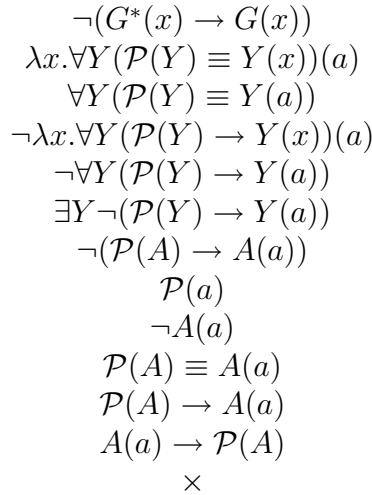 ¬(G*(x) → G(x))
λx.∀Y(𝒫(Y) ≡ Y(x))(a)
∀Y(𝒫(Y) ≡ Y(a))
¬λx.∀Y(𝒫(Y) → Y(x))(a)
¬∀Y(𝒫(Y) → Y(a))
∃Y¬(𝒫(Y) → Y(a))
¬(𝒫(A) → A(a))
𝒫(a)
¬A(a)
𝒫(A) ≡ A(a)
𝒫(A) → A(a)
A(a) → 𝒫(A)
×